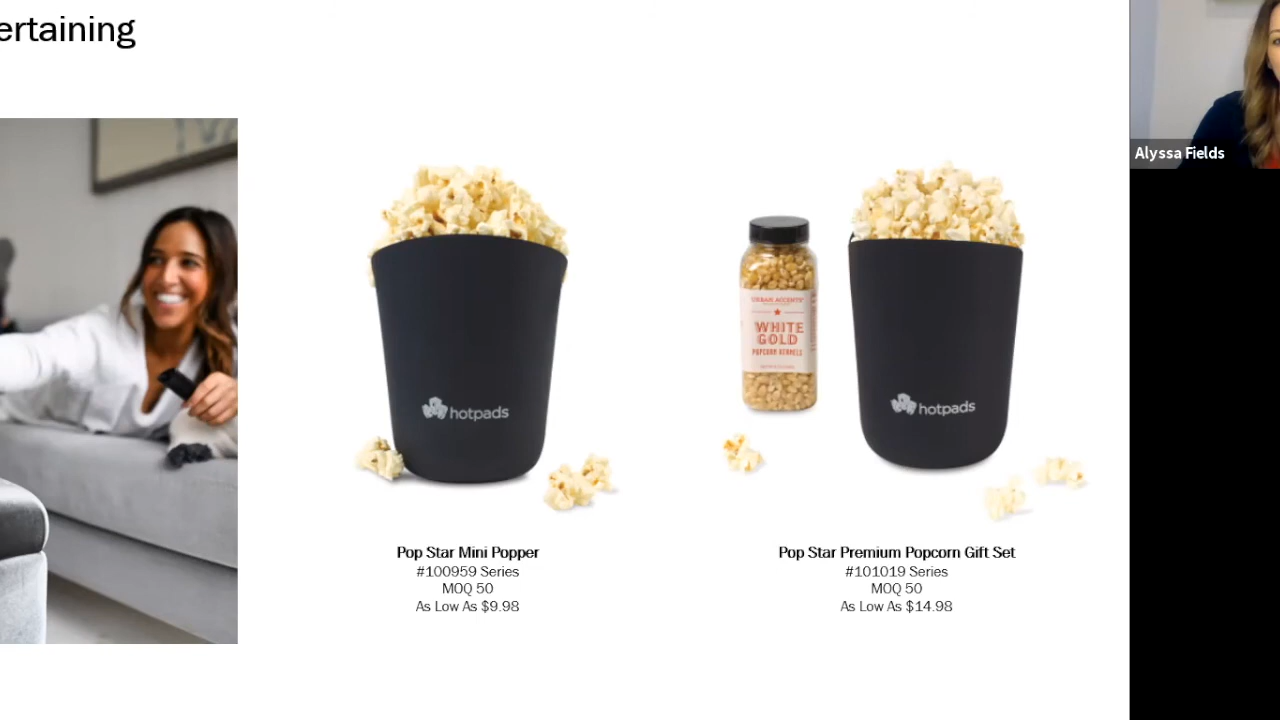 ertaining
Alyssa Fields
URBAN ACCENTS
WHITE
GOLD
POPCORN KERNELS
hotpads
hotpads
Pop Star Mini Popper
#100959 Series
MOQ 50
As Low As $9.98
Pop Star Premium Popcorn Gift Set
#101019 Series
MOQ 50
As Low As $14.98